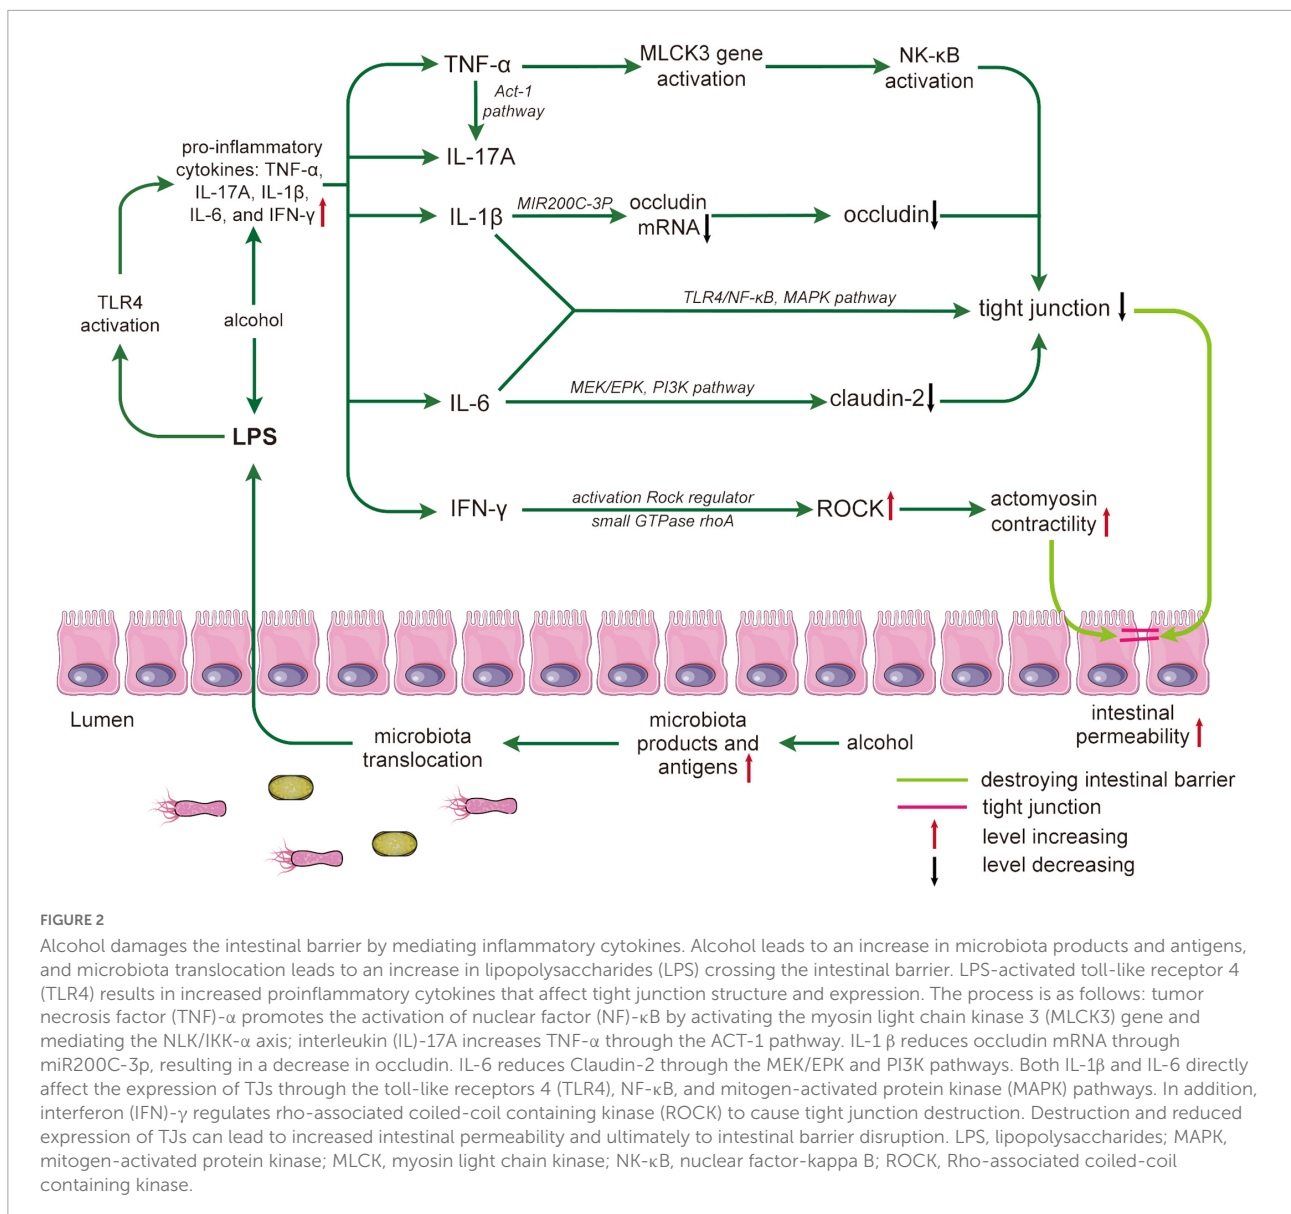 TNF-α
MLCK3 gene
activation
NK-κB
activation
Act-1
pathway
pro-inflammatory
cytokines: TNF-α,
IL-17A, IL-1β,
IL-6, and IFN-γ
IL-17A
IL-1β
MIR200C-3P
occludin
mRNA
occludin
TLR4
activation
alcohol
TLR4/NF-κB, MAPK pathway
tight junction
LPS
IL-6
MEK/EPK, PI3K pathway
claudin-2
IFN-γ
activation Rock regulator
small GTPase rhoA
ROCK
actomyosin
contractility
Lumen
microbiota
translocation
microbiota
products and
antigens
alcohol
intestinal
permeability
destroying intestinal barrier
tight junction
level increasing
level decreasing
FIGURE 2
Alcohol damages the intestinal barrier by mediating inflammatory cytokines. Alcohol leads to an increase in microbiota products and antigens,
and microbiota translocation leads to an increase in lipopolysaccharides (LPS) crossing the intestinal barrier. LPS-activated toll-like receptor 4
(TLR4) results in increased proinflammatory cytokines that affect tight junction structure and expression. The process is as follows: tumor
necrosis factor (TNF)-α promotes the activation of nuclear factor (NF)-κB by activating the myosin light chain kinase 3 (MLCK3) gene and
mediating the NLK/IKK-α axis; interleukin (IL)-17A increases TNF-α through the ACT-1 pathway. IL-1 β reduces occludin mRNA through
miR200C-3p, resulting in a decrease in occludin. IL-6 reduces Claudin-2 through the MEK/EPK and PI3K pathways. Both IL-1β and IL-6 directly
affect the expression of TJs through the toll-like receptors 4 (TLR4), NF-κB, and mitogen-activated protein kinase (MAPK) pathways. In addition,
interferon (IFN)-γ regulates rho-associated coiled-coil containing kinase (ROCK) to cause tight junction destruction. Destruction and reduced
expression of TJs can lead to increased intestinal permeability and ultimately to intestinal barrier disruption. LPS, lipopolysaccharides; MAPK,
mitogen-activated protein kinase; MLCK, myosin light chain kinase; NK-κB, nuclear factor-kappa B; ROCK, Rho-associated coiled-coil
containing kinase.